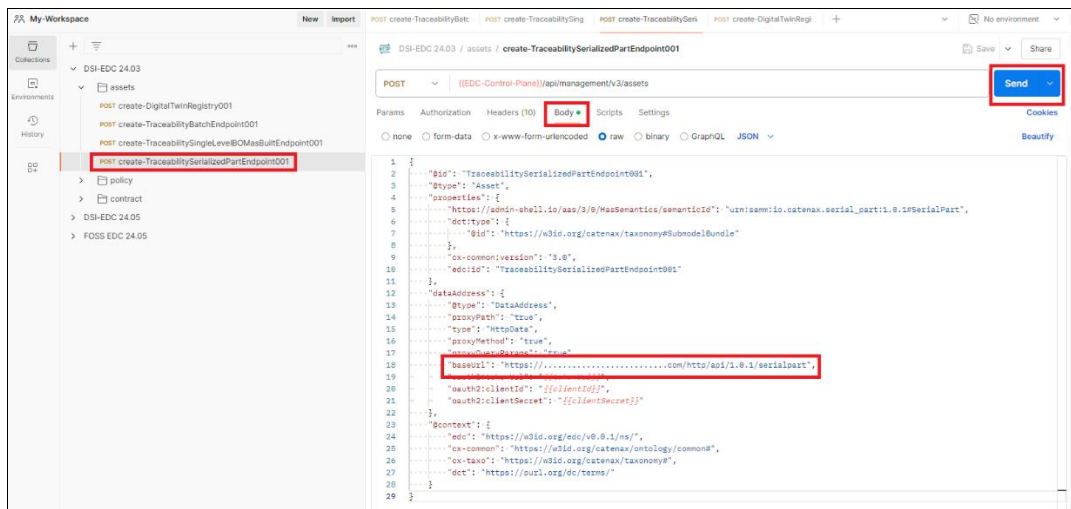 My-Workspace
New Import
POST create-TraceabilityBatc
POST create-TraceabilitySing
POST create-TraceabilitySeri
POST create-DigitalTwinRegi
+
No environment
Collections
Environments
History
DSI-EDC 24.03
assets
POST create-DigitalTwinRegistry001
POST create-TraceabilityBatchEndpoint001
POST create-TraceabilitySingleLevelBOMasBuiltEndpoint001
POST create-TraceabilitySerializedPartEndpoint001
policy
contract
DSI-EDC 24.05
FOSS EDC 24.05
DSI-EDC 24.03 / assets / create-TraceabilitySerializedPartEndpoint001
Save Share
POST {{EDC-Control-Plane}}/api/management/v3/assets
Send
Params Authorization Headers (10) Body Scripts Settings Cookies
none form-data x-www-form-urlencoded raw binary GraphQL JSON Beautify
1 {
2 "@id": "TraceabilitySerializedPartEndpoint001",
3 "@type": "Asset",
4 "properties": {
5 "https://admin-shell.io/aas/3/0/HasSemantics/semanticId": "urn:samm:io.catenax.serial_part:1.0.1#SerialPart",
6 "dct:type": {
7 "@id": "https://w3id.org/catenax/taxonomy#SubmodelBundle"
8 },
9 "cx-common:version": "3.0",
10 "edc:id": "TraceabilitySerializedPartEndpoint001"
11 },
12 "dataAddress": {
13 "@type": "DataAddress",
14 "proxyPath": "true",
15 "type": "HttpData",
16 "proxyMethod": "true",
17 "proxyQueryParams": "true",
18 "baseUrl": "https://.........................com/http/api/1.0.1/serialpart",
19
20 "oauth2:clientId": "{{clientId}}",
21 "oauth2:clientSecret": "{{clientSecret}}"
22 },
23 "@context": {
24 "edc": "https://w3id.org/edc/v0.0.1/ns/",
25 "cx-common": "https://w3id.org/catenax/ontology/common#",
26 "cx-taxo": "https://w3id.org/catenax/taxonomy#",
27 "dct": "https://purl.org/dc/terms/"
28 }
29 }